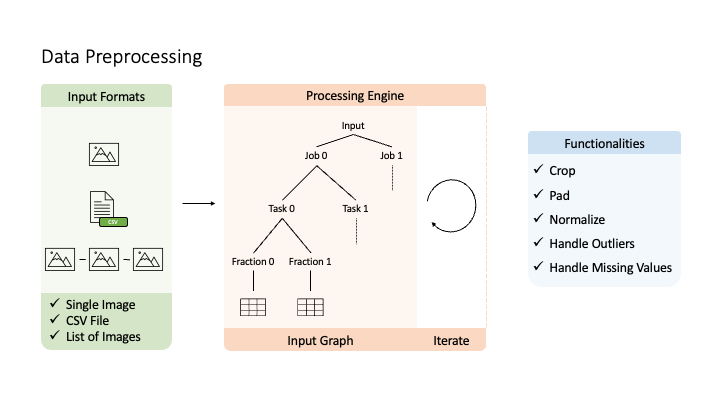 Data Preprocessing
Input Formats
CSV
✓ Single Image
✓ CSV File
✓ List of Images
Processing Engine
Input
Job 0 Job 1
Task 0 Task 1
Fraction 0 Fraction 1
Input Graph Iterate
Functionalities
✓ Crop
✓ Pad
✓ Normalize
✓ Handle Outliers
✓ Handle Missing Values